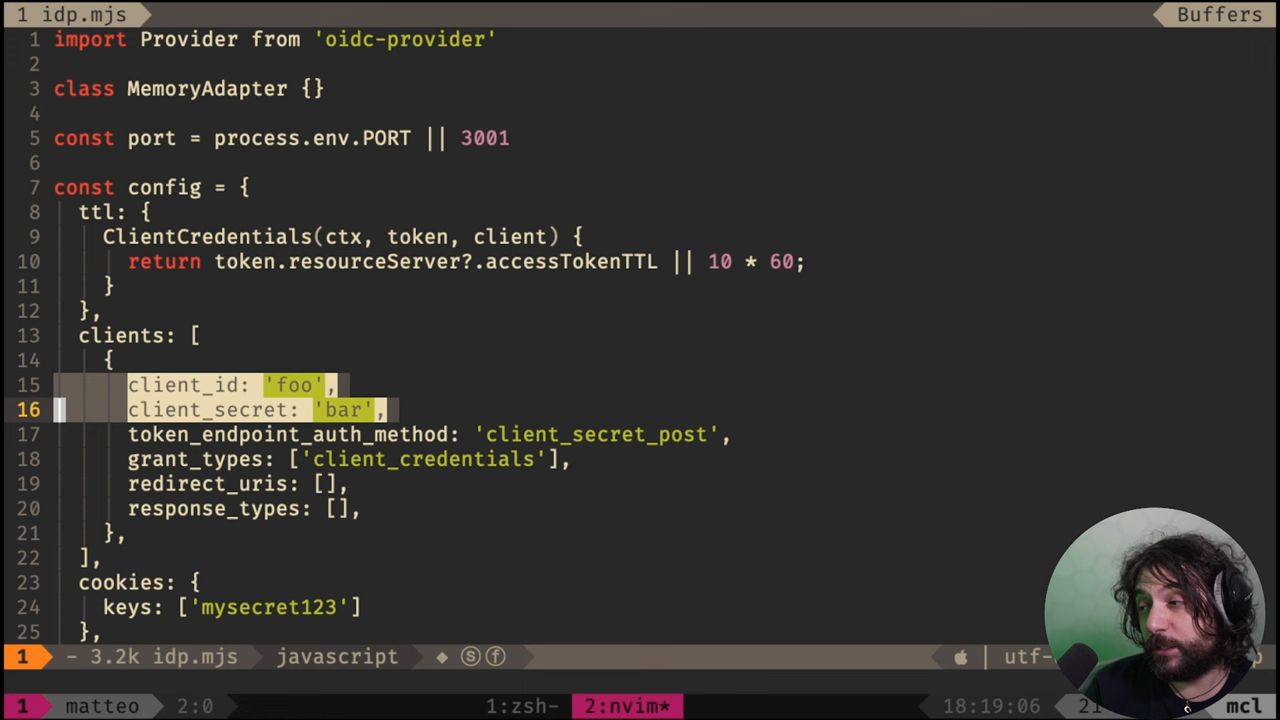 1 idp.mjs Buffers
1 import Provider from 'oidc-provider'
2
3 class MemoryAdapter {}
4
5 const port = process.env.PORT || 3001
6
7 const config = {
8 ttl: {
9 ClientCredentials(ctx, token, client) {
10 return token.resourceServer?.accessTokenTTL || 10 * 60;
11 }
12 },
13 clients: [
14 {
15 client_id: 'foo',
16 client_secret: 'bar',
17 token_endpoint_auth_method: 'client_secret_post',
18 grant_types: ['client_credentials'],
19 redirect_uris: [],
20 response_types: [],
21 },
22 ],
23 cookies: {
24 keys: ['mysecret123']
25 },
1 - 3.2k idp.mjs javascript ◆ ⓢⓕ | utf-
1 matteo 2:0 1:zsh- 2:nvim* 18:19:06 21 mcl